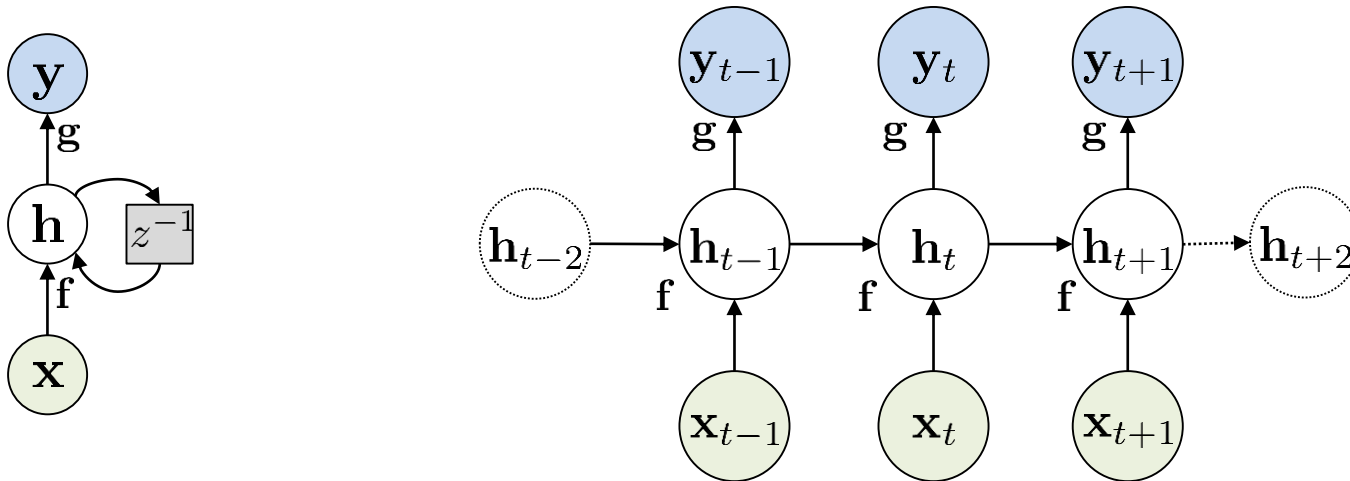 y
g
h
z⁻¹
f
x
y_{t−1} y_t y_{t+1}
g g g
h_{t−2} h_{t−1} h_t h_{t+1} h_{t+2}
f f f
x_{t−1} x_t x_{t+1}